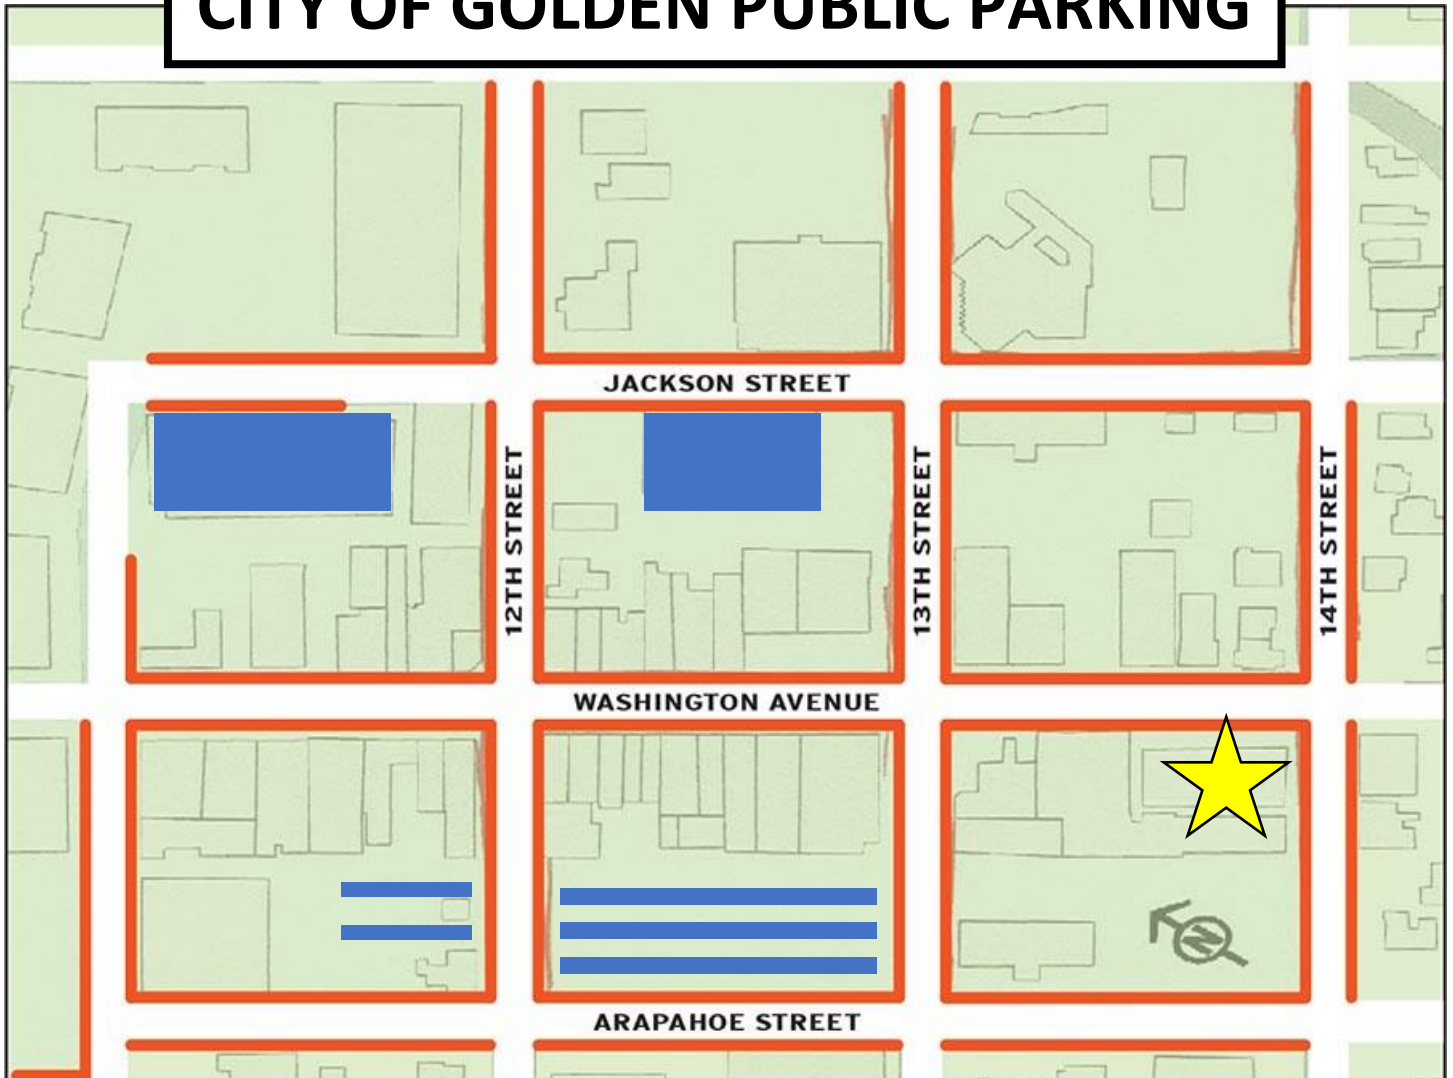 CITY OF GOLDEN PUBLIC PARKING
JACKSON STREET
12TH STREET
13TH STREET
14TH STREET
WASHINGTON AVENUE
N
ARAPAHOE STREET